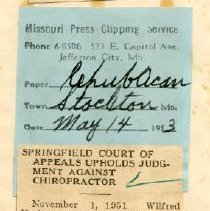 Missouri Press Clipping Service
Phone 6-8506 523 E. Capitol Ave.
Jefferson City, Mo.
Paper Republican
Town Stockton Mo.
Date May 14 1953
SPRINGFIELD COURT OF
APPEALS UPHOLDS JUDG-
MENT AGAINST
CHIROPRACTOR
November 1, 1951 Wilfred